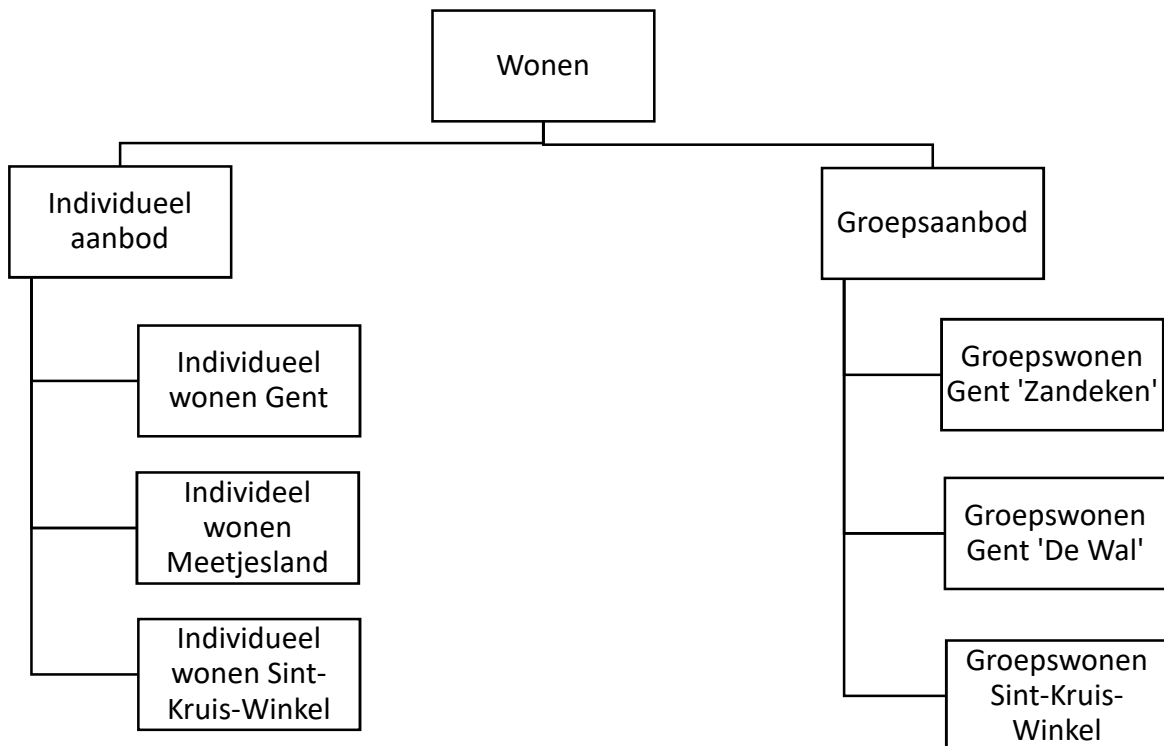 Wonen
Individueel
aanbod
Individueel
wonen Gent
Individeel
wonen
Meetjesland
Individueel
wonen Sint-
Kruis-Winkel
Groepsaanbod
Groepswonen
Gent 'Zandeken'
Groepswonen
Gent 'De Wal'
Groepswonen
Sint-Kruis-
Winkel